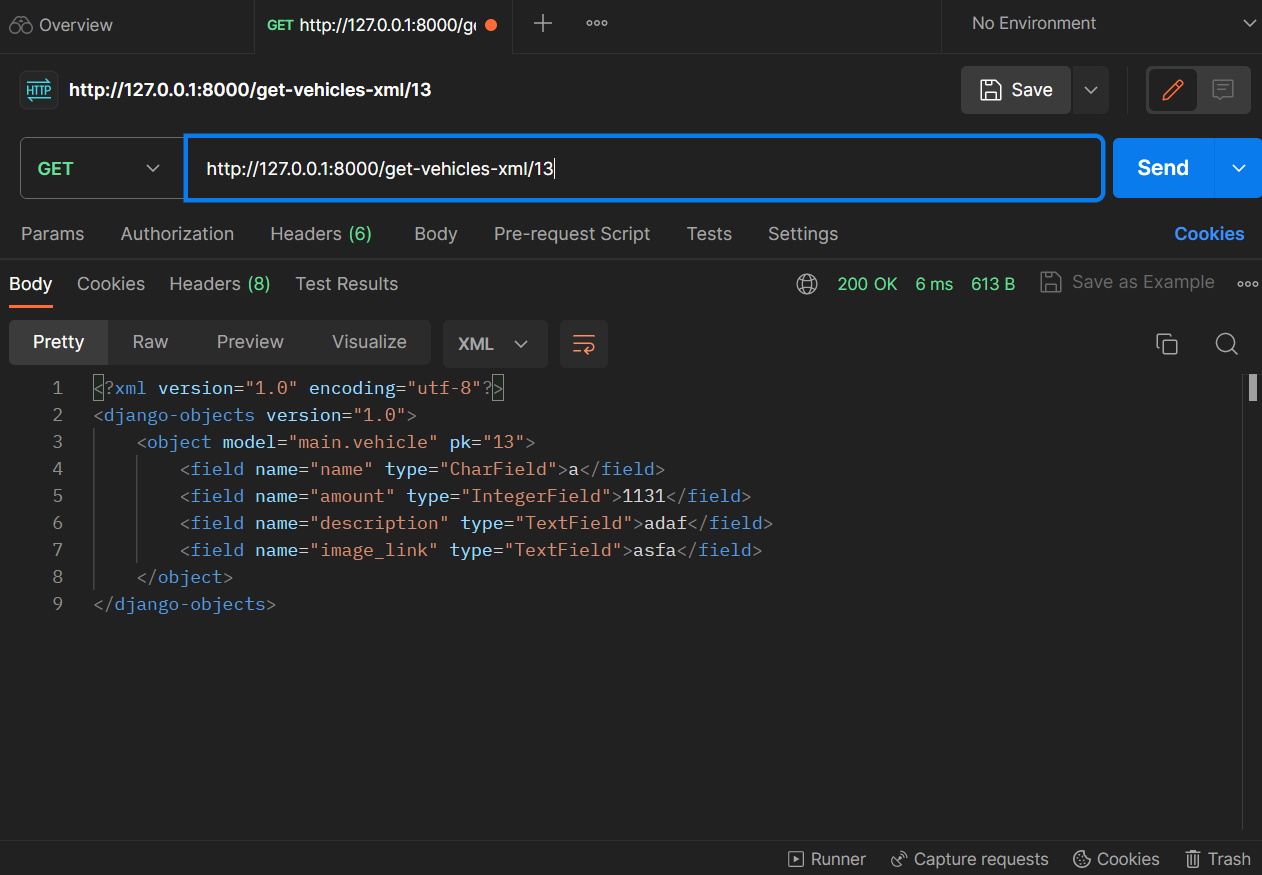 Overview
GET http://127.0.0.1:8000/ge
No Environment
HTTP http://127.0.0.1:8000/get-vehicles-xml/13
Save
GET
http://127.0.0.1:8000/get-vehicles-xml/13
Send
Params Authorization Headers (6) Body Pre-request Script Tests Settings Cookies
Body Cookies Headers (8) Test Results 200 OK 6 ms 613 B Save as Example
Pretty Raw Preview Visualize XML
1 <?xml version="1.0" encoding="utf-8"?>
2 <django-objects version="1.0">
3 <object model="main.vehicle" pk="13">
4 <field name="name" type="CharField">a</field>
5 <field name="amount" type="IntegerField">1131</field>
6 <field name="description" type="TextField">adaf</field>
7 <field name="image_link" type="TextField">asfa</field>
8 </object>
9 </django-objects>
Runner Capture requests Cookies Trash